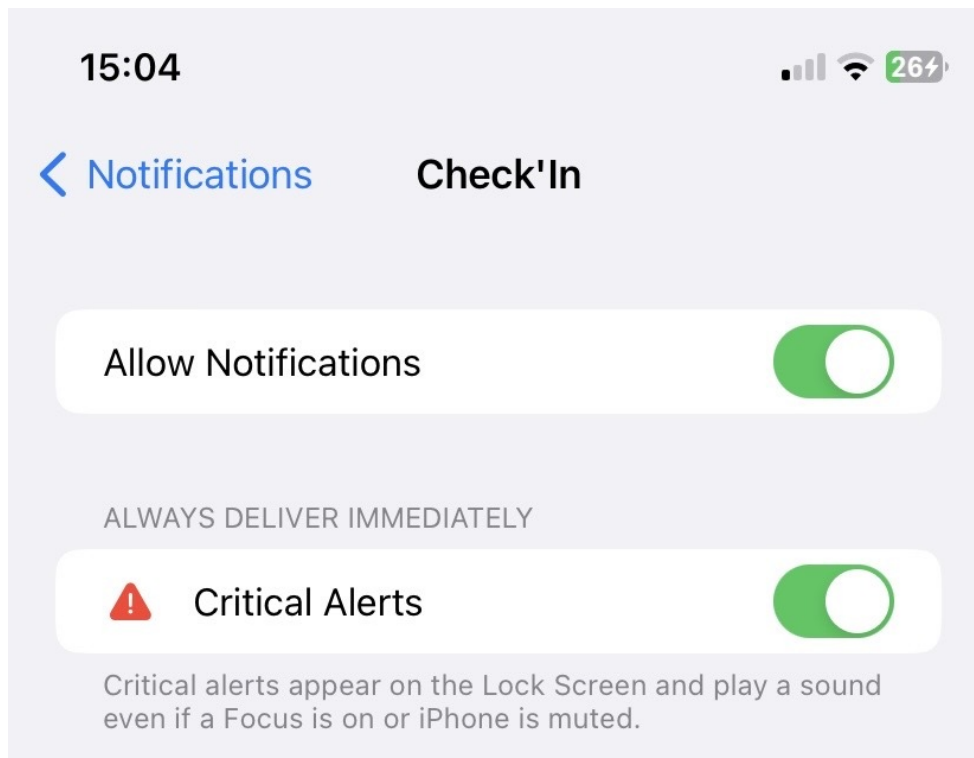 15:04 26
Notifications Check'In
Allow Notifications
ALWAYS DELIVER IMMEDIATELY
Critical Alerts
Critical alerts appear on the Lock Screen and play a sound
even if a Focus is on or iPhone is muted.